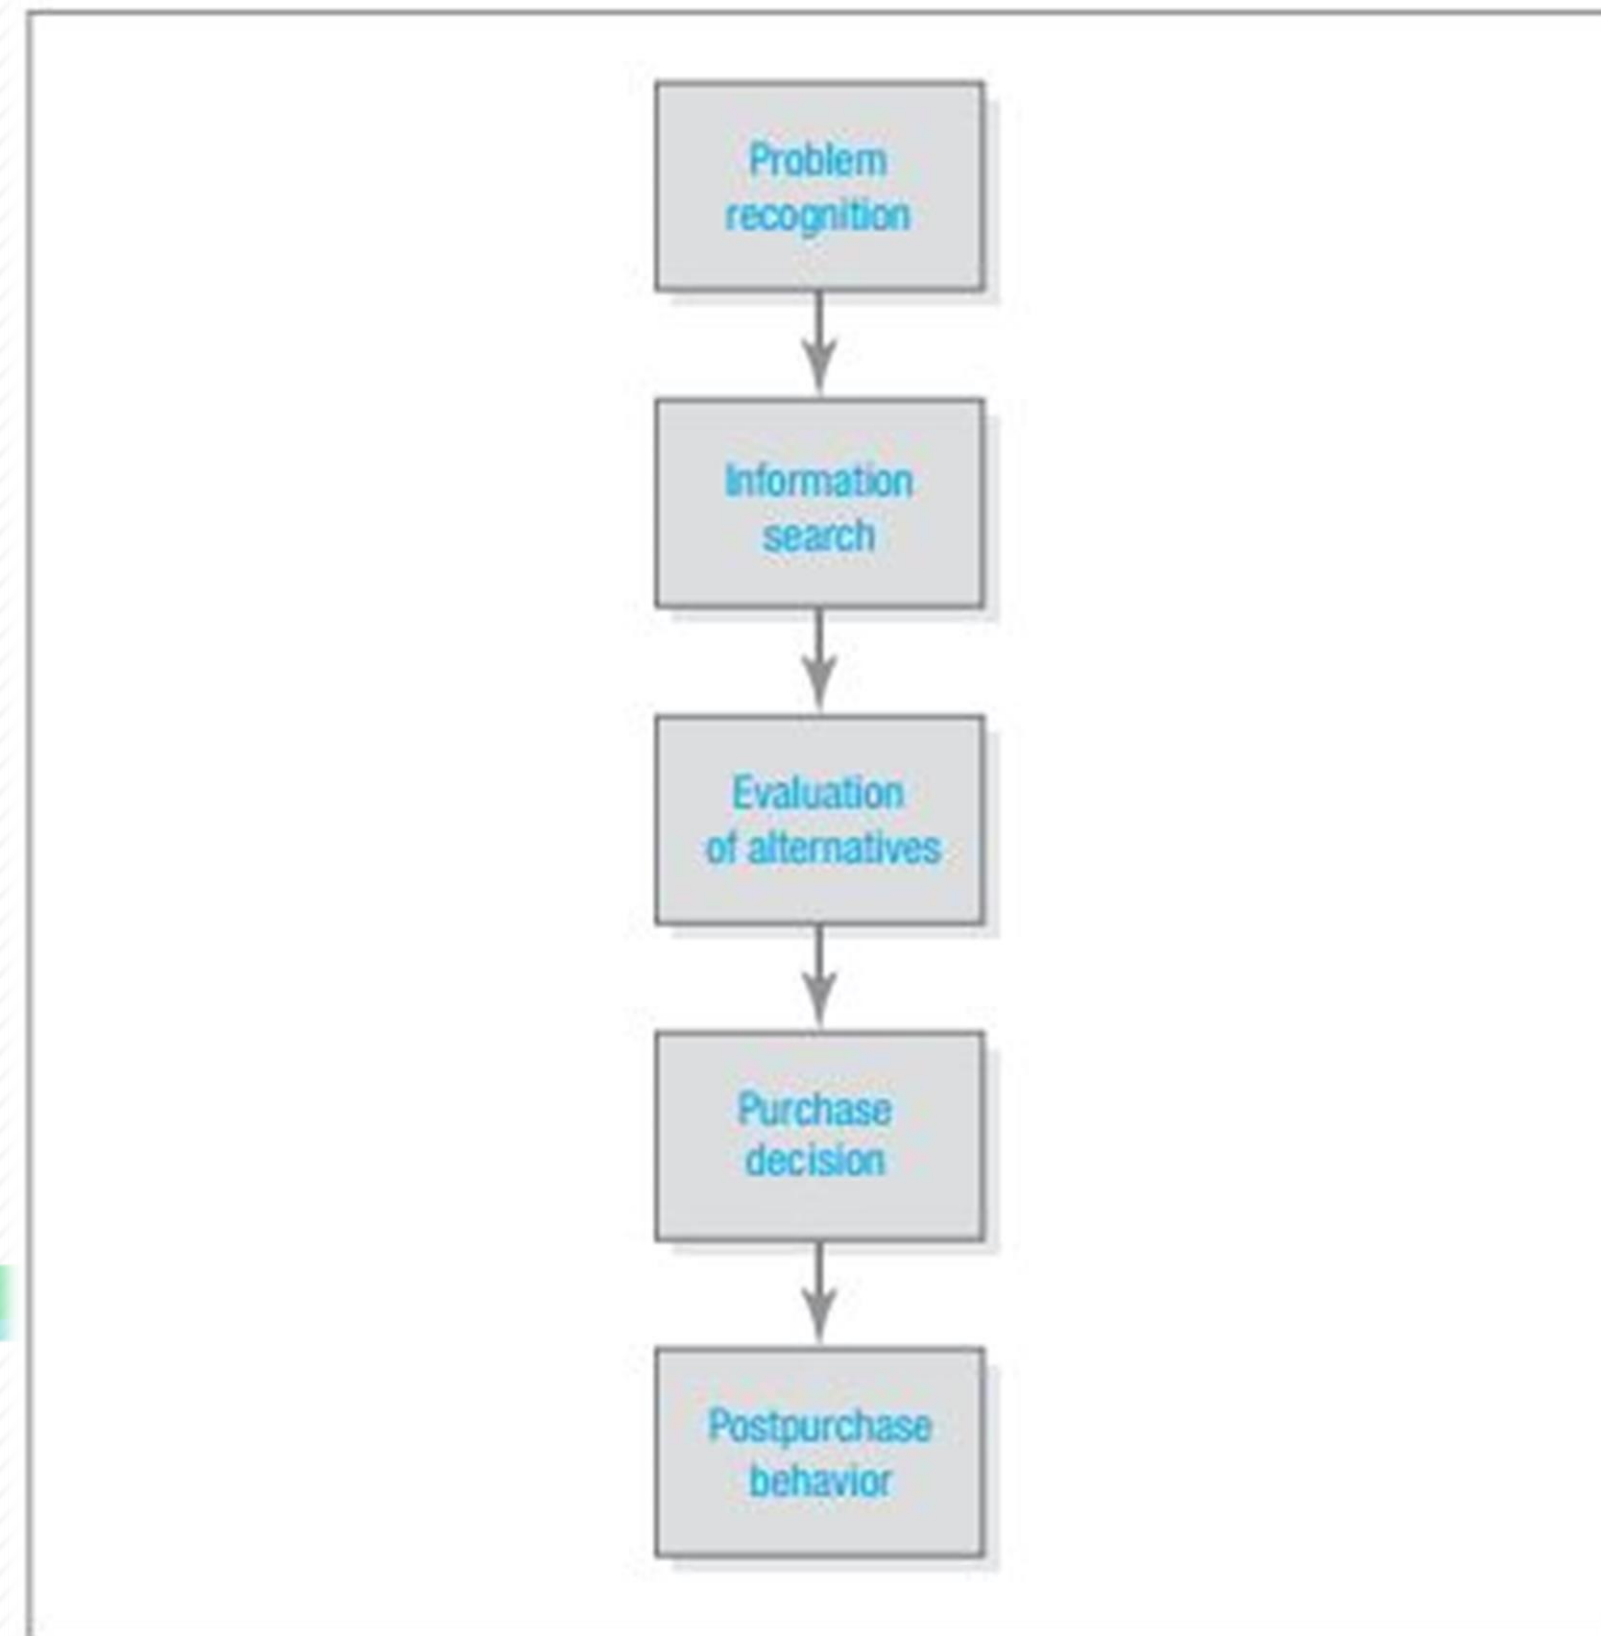 Problem
recognition
Information
search
Evaluation
of alternatives
Purchase
decision
Postpurchase
behavior